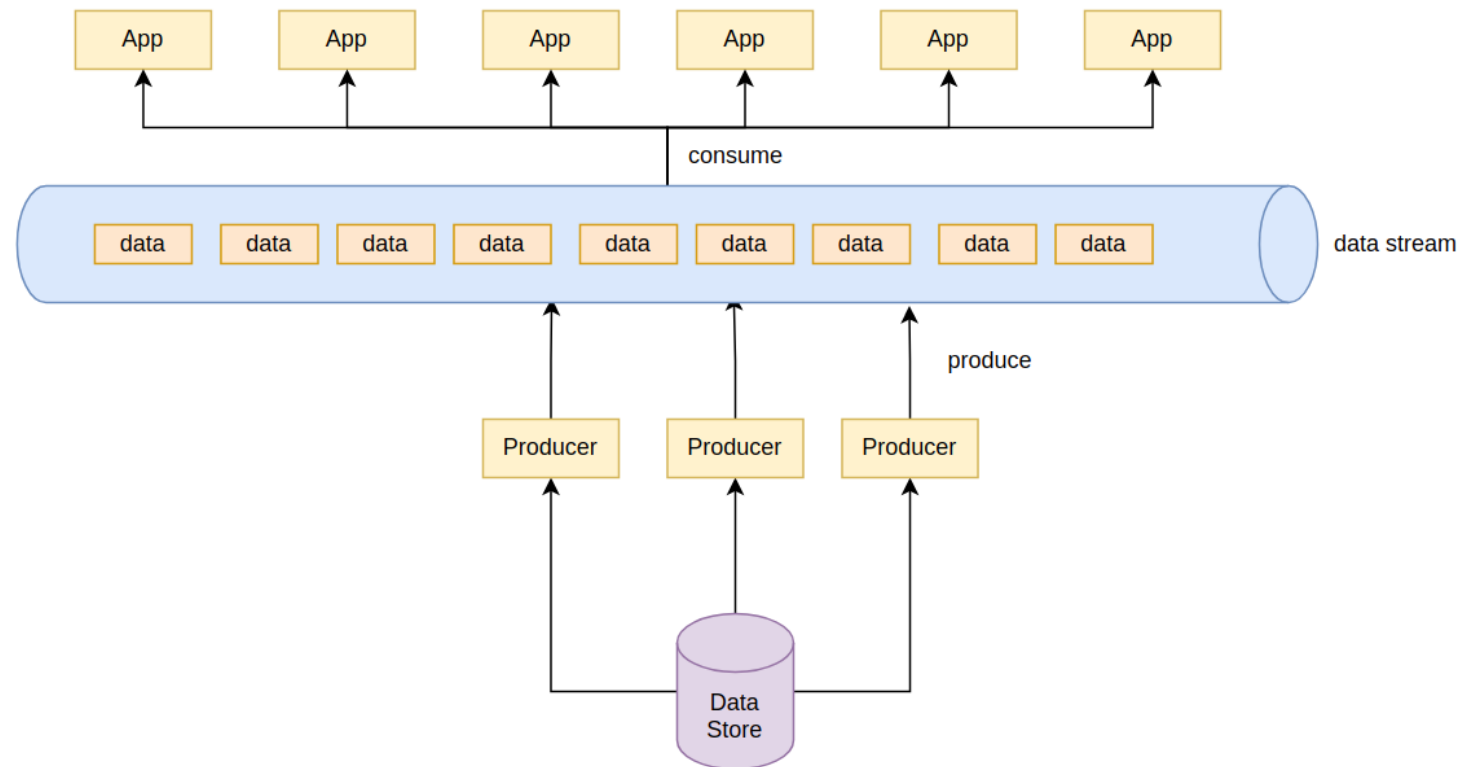 App
App
App
App
App
App
consume
data
data
data
data
data
data
data
data
data
data stream
produce
Producer
Producer
Producer
Data
Store